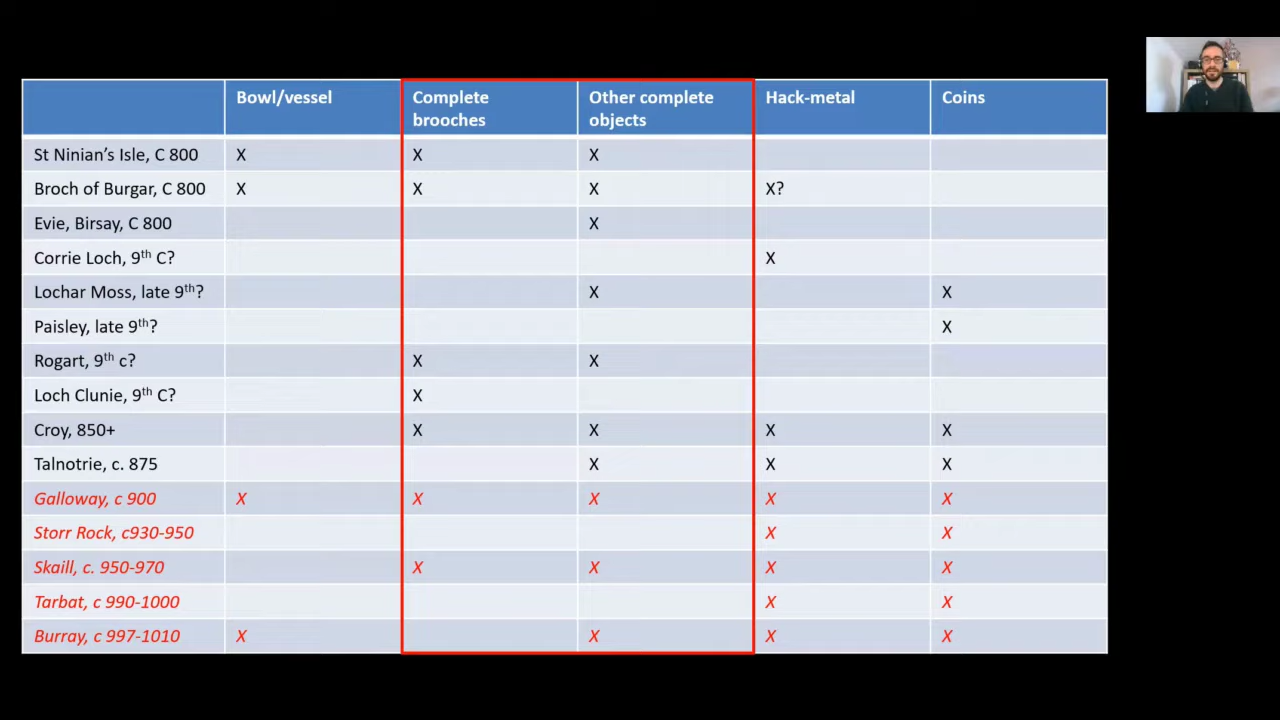 Bowl/vessel Complete brooches Other complete objects Hack-metal Coins
St Ninian’s Isle, C 800 X X X
Broch of Burgar, C 800 X X X X?
Evie, Birsay, C 800 X
Corrie Loch, 9th C? X
Lochar Moss, late 9th? X X
Paisley, late 9th? X
Rogart, 9th c? X X
Loch Clunie, 9th C? X
Croy, 850+ X X X X
Talnotrie, c. 875 X X X
Galloway, c 900 X X X X X
Storr Rock, c930-950 X X
Skaill, c. 950-970 X X X X
Tarbat, c 990-1000 X X
Burray, c 997-1010 X X X X